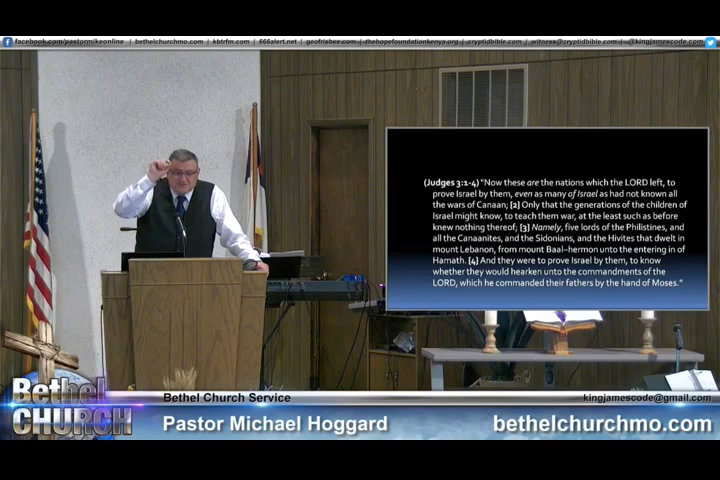 facebook.com/pastormikeonline | bethelchurchmo.com | kbtrfm.com | 666alert.net | geofrisbee.com | thehopefoundationkenya.org | cryptidbible.com | witness@cryptidbible.com | @kingjamescode.com
(Judges 3:1-4) "Now these are the nations which the LORD left, to
prove Israel by them, even as many of Israel as had not known all
the wars of Canaan; [2] Only that the generations of the children of
Israel might know, to teach them war, at the least such as before
knew nothing thereof; [3] Namely, five lords of the Philistines, and
all the Canaanites, and the Sidonians, and the Hivites that dwelt in
mount Lebanon, from mount Baal–hermon unto the entering in of
Hamath. [4] And they were to prove Israel by them, to know
whether they would hearken unto the commandments of the
LORD, which he commanded their fathers by the hand of Moses."
Bethel
CHURCH
Bethel Church Service
kingjamescode@gmail.com
Pastor Michael Hoggard
bethelchurchmo.com